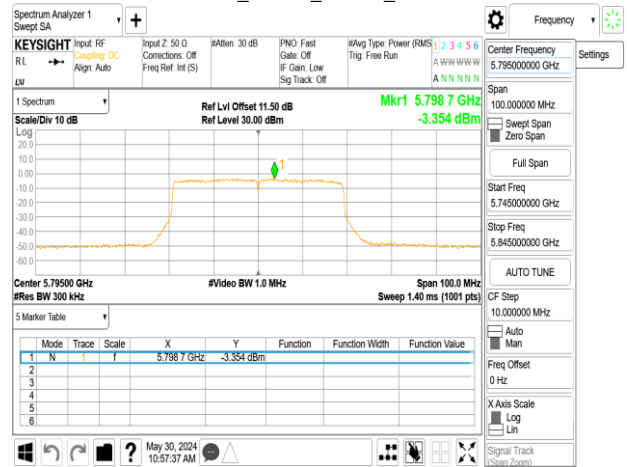 Spectrum Analyzer 1
Swept SA
Frequency
Settings
KEYSIGHT
RL
LXI
Input: RF
Coupling: DC
Align: Auto
Input Z: 50 Ω
Corrections: Off
Freq Ref: Int (S)
#Atten: 30 dB
PNO: Fast
Gate: Off
IF Gain: Low
Sig Track: Off
#Avg Type: Power (RMS
Trig: Free Run
1 2 3 4 5 6
A W W W W W
A N N N N N
1 Spectrum
Scale/Div 10 dB
Ref Lvl Offset 11.50 dB
Ref Level 30.00 dBm
Mkr1 5.798 7 GHz
-3.354 dBm
Log
20.0
10.0
0.00
-10.0
-20.0
-30.0
-40.0
-50.0
-60.0
1
Center 5.79500 GHz
#Video BW 1.0 MHz
Span 100.0 MHz
#Res BW 300 kHz
Sweep 1.40 ms (1001 pts)
5 Marker Table
Mode Trace Scale X Y Function Function Width Function Value
1 N 1 f 5.798 7 GHz -3.354 dBm
2
3
4
5
6
May 30, 2024
10:57:37 AM
Center Frequency
5.795000000 GHz
Span
100.000000 MHz
Swept Span
Zero Span
Full Span
Start Freq
5.745000000 GHz
Stop Freq
5.845000000 GHz
AUTO TUNE
CF Step
10.000000 MHz
Auto
Man
Freq Offset
0 Hz
X Axis Scale
Log
Lin
Signal Track
(Span Zoom)